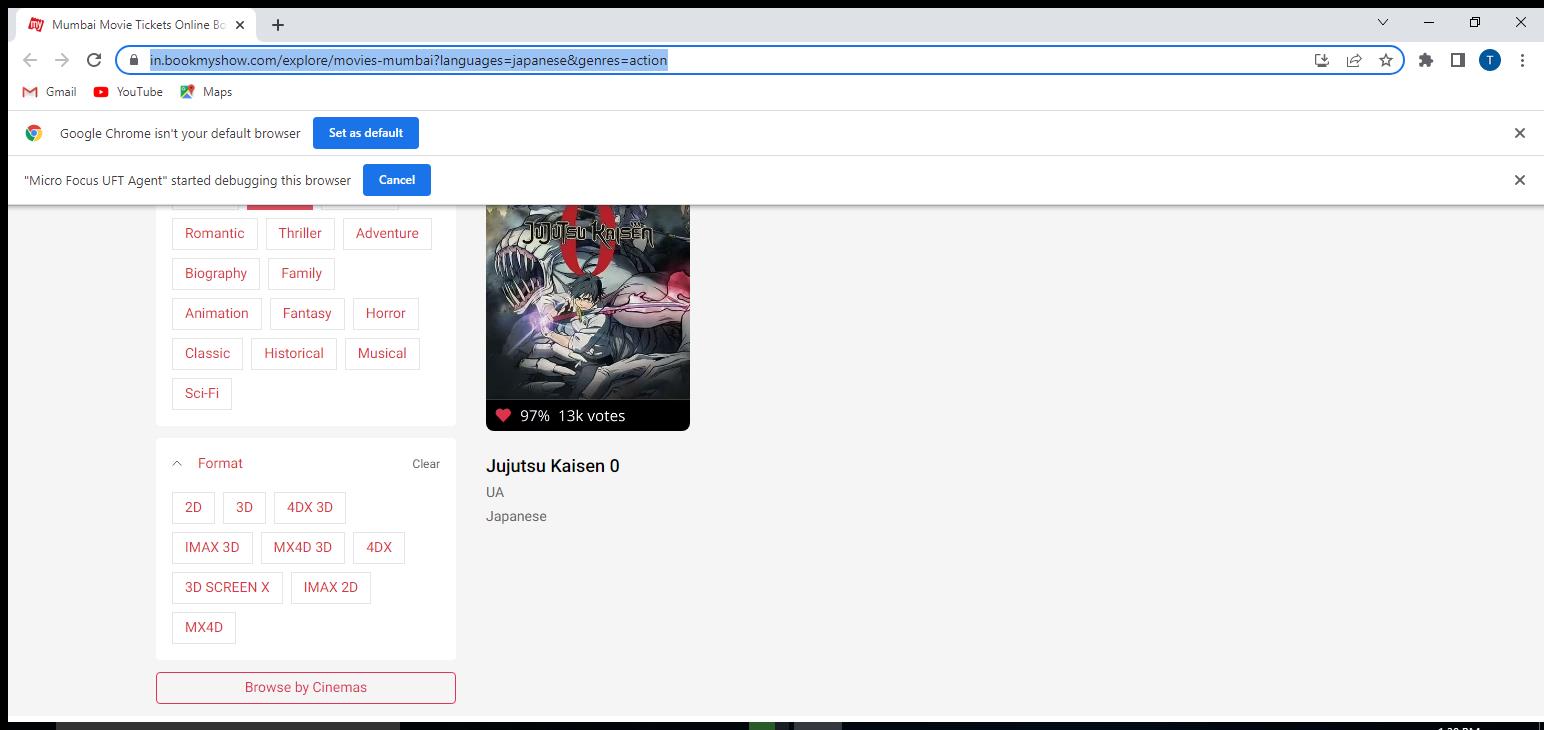 my Mumbai Movie Tickets Online Bo
in.bookmyshow.com/explore/movies-mumbai?languages=japanese&genres=action
T
Gmail YouTube Maps
Google Chrome isn't your default browser Set as default
"Micro Focus UFT Agent" started debugging this browser Cancel
Romantic Thriller Adventure
Biography Family
Animation Fantasy Horror
Classic Historical Musical
Sci-Fi
Format Clear
2D 3D 4DX 3D
IMAX 3D MX4D 3D 4DX
3D SCREEN X IMAX 2D
MX4D
Browse by Cinemas
JUJUTSU KAISEN
0
97% 13k votes
Jujutsu Kaisen 0
UA
Japanese